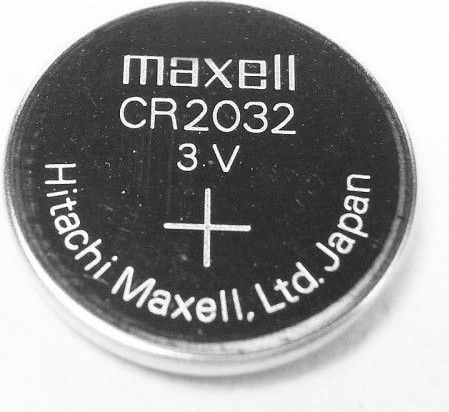 maxell
CR2032
3 V
+
Hitachi Maxell, Ltd. Japan